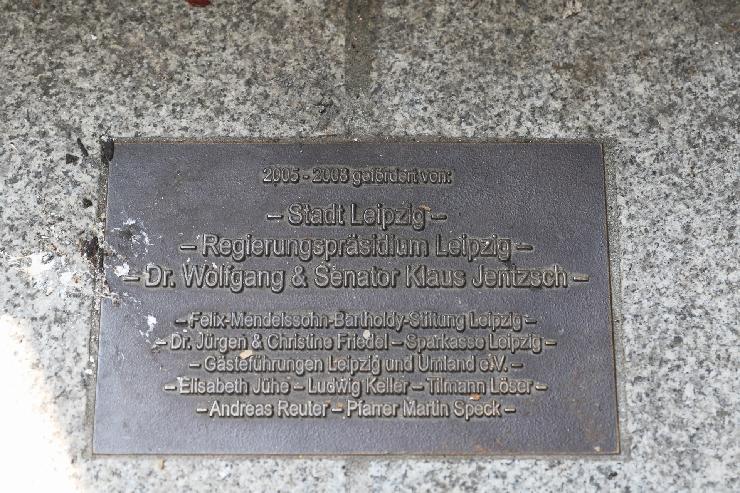 2005 - 2008 gefördert von:
– Stadt Leipzig –
– Regierungspräsidium Leipzig –
– Dr. Wolfgang & Senator Klaus Jentzsch –
– Felix-Mendelssohn-Bartholdy-Stiftung Leipzig –
– Dr. Jürgen & Christine Friedel – Sparkasse Leipzig –
– Gästeführungen Leipzig und Umland e.V. –
– Elisabeth Jühe – Ludwig Keller – Tilmann Löser –
– Andreas Reuter – Pfarrer Martin Speck –